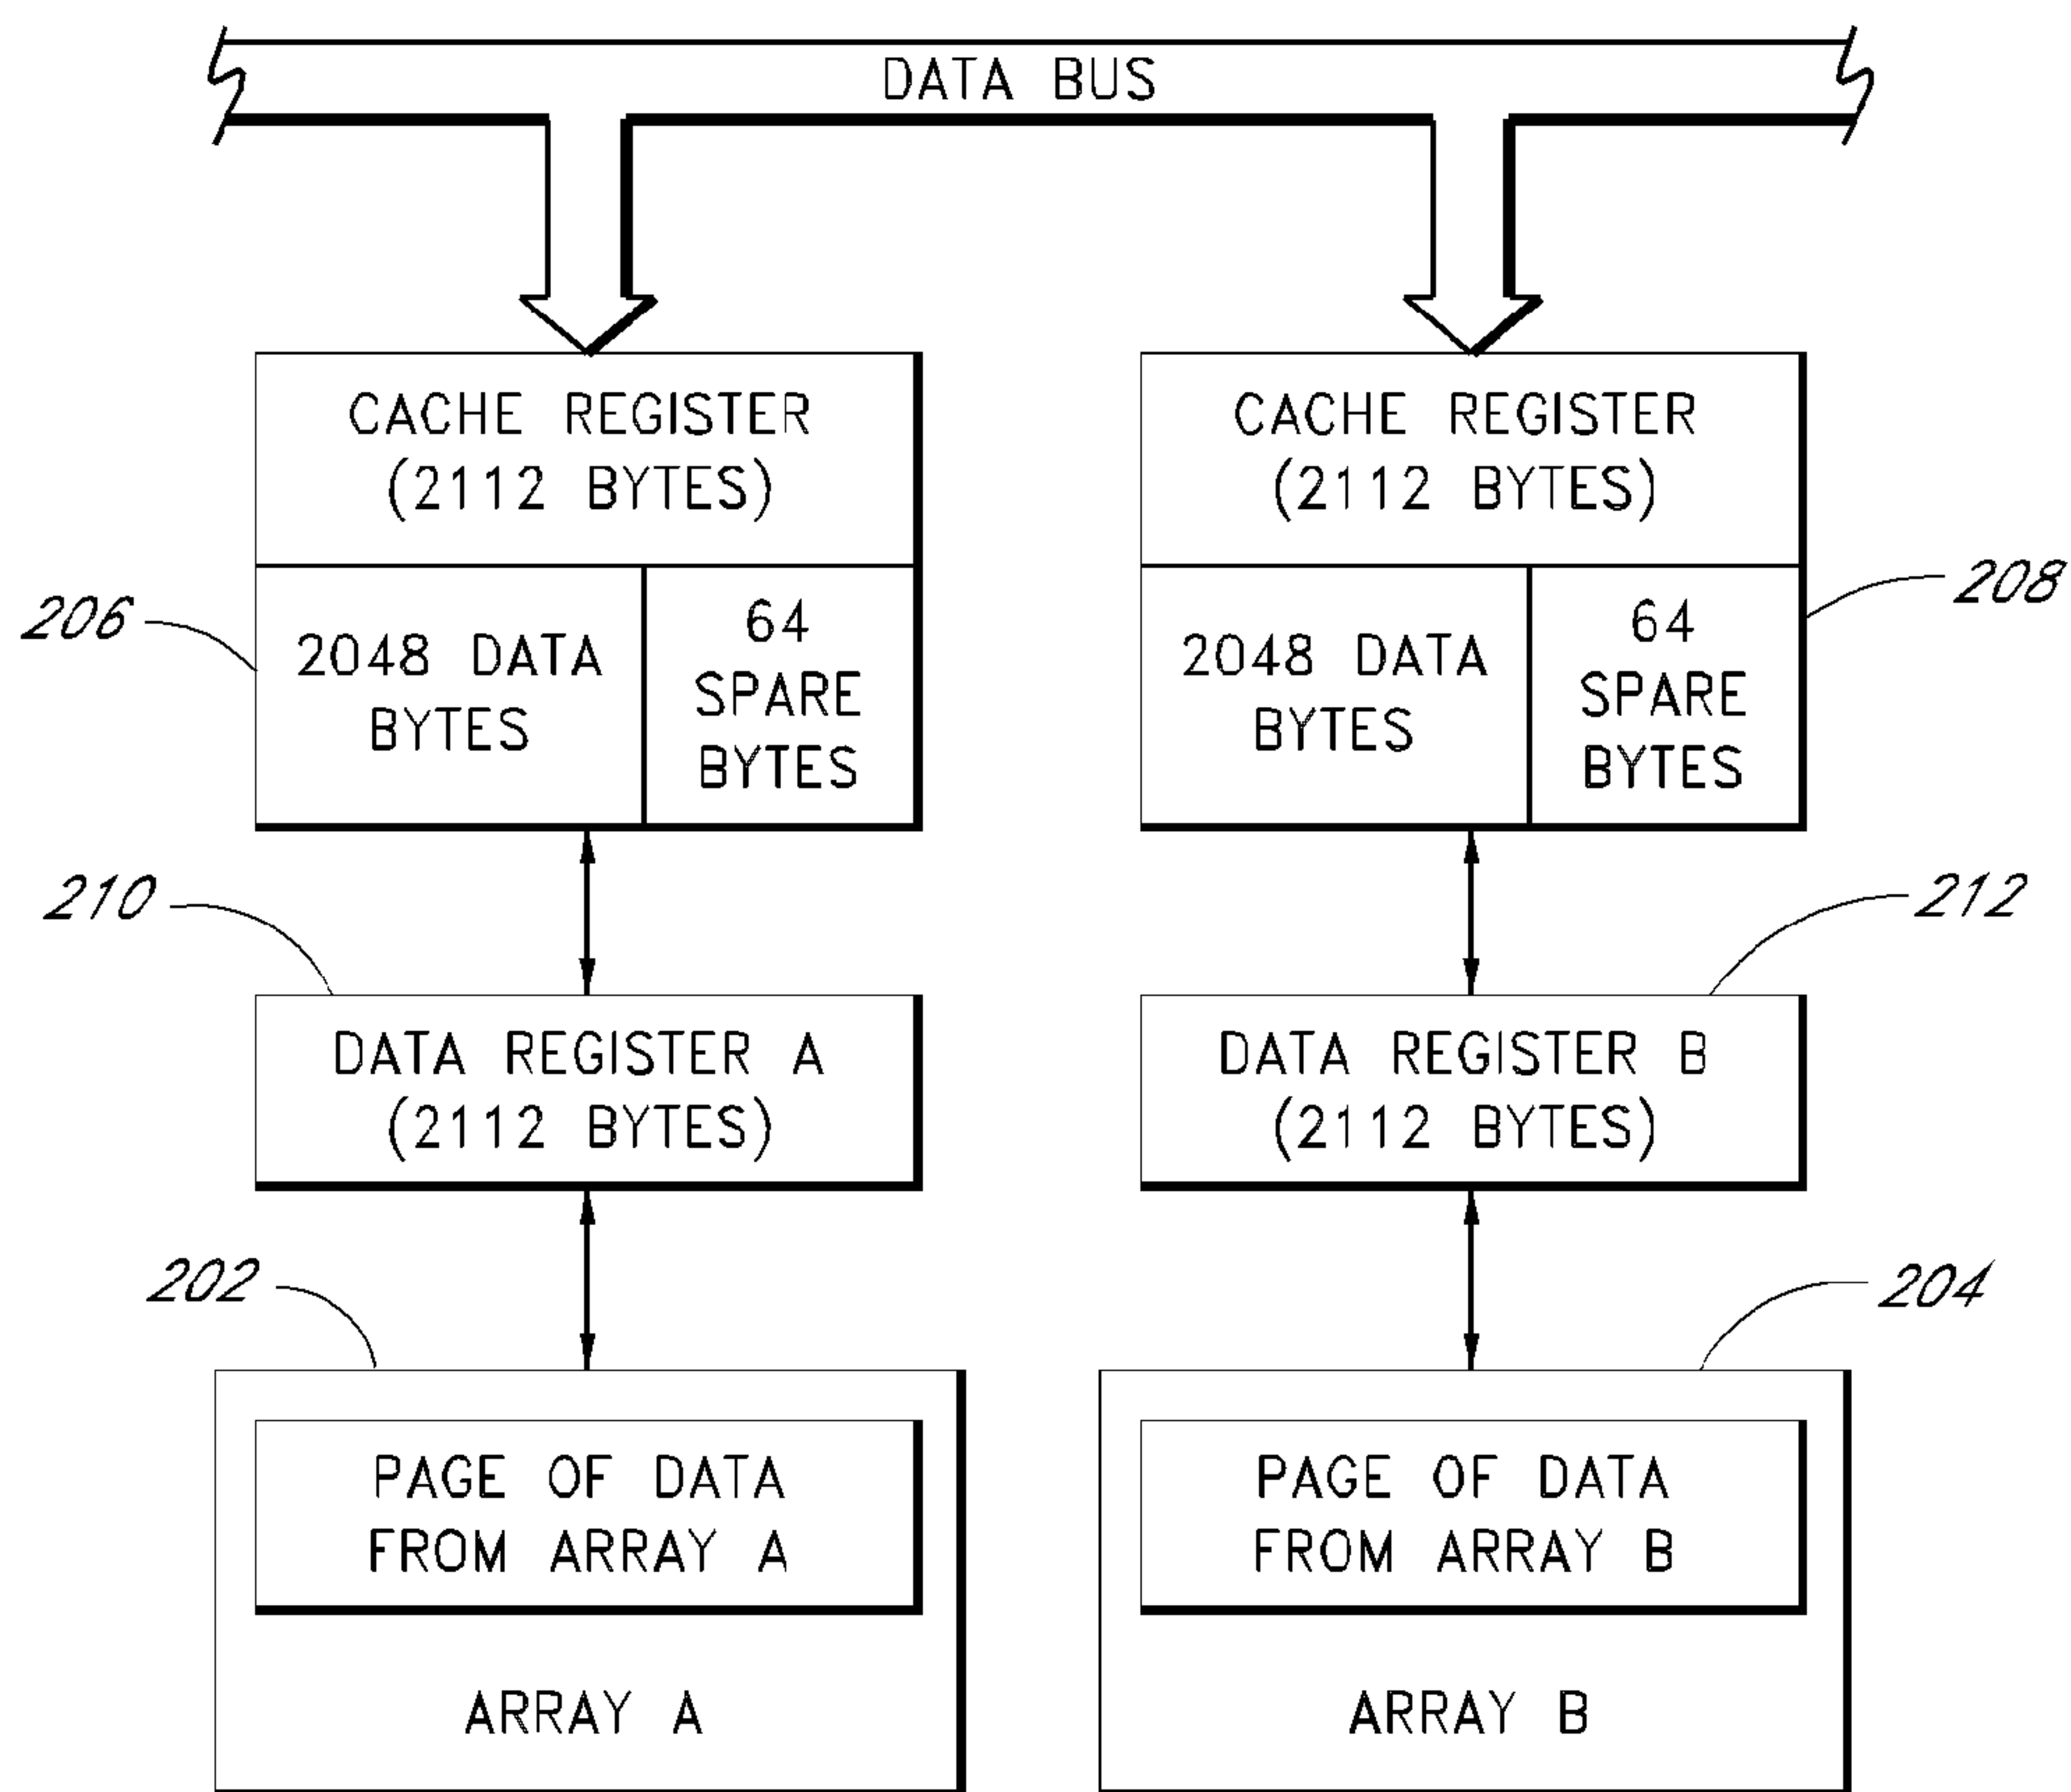 DATA BUS
CACHE REGISTER
(2112 BYTES)
CACHE REGISTER
(2112 BYTES)
206
2048 DATA
BYTES
64
SPARE
BYTES
2048 DATA
BYTES
64
SPARE
BYTES
208
210
DATA REGISTER A
(2112 BYTES)
DATA REGISTER B
(2112 BYTES)
212
202
PAGE OF DATA
FROM ARRAY A
ARRAY A
204
PAGE OF DATA
FROM ARRAY B
ARRAY B